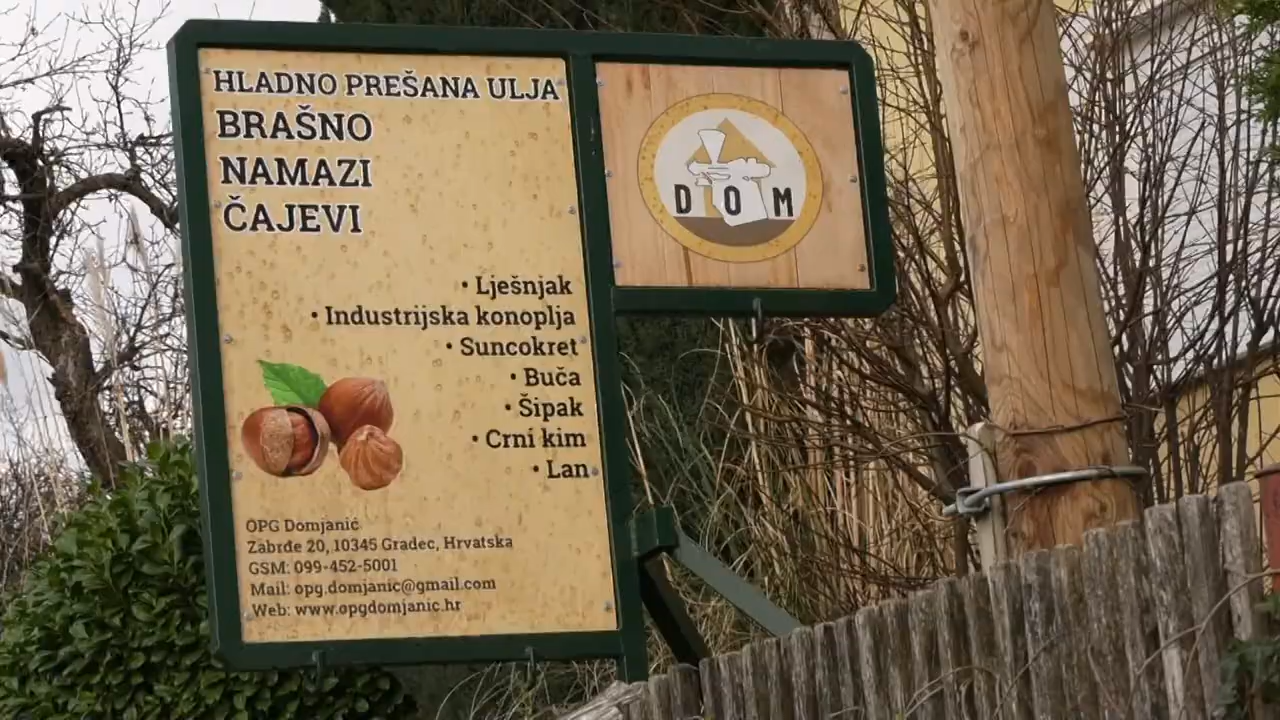 HLADNO PREŠANA ULJA
BRAŠNO
NAMAZI
ČAJEVI
• Lješnjak
• Industrijska konoplja
• Suncokret
• Buča
• Šipak
• Crni kim
• Lan
OPG Domjanić
Zabrđe 20, 10345 Gradec, Hrvatska
GSM: 099-452-5001
Mail: opg.domjanic@gmail.com
Web: www.opgdomjanic.hr
DOM